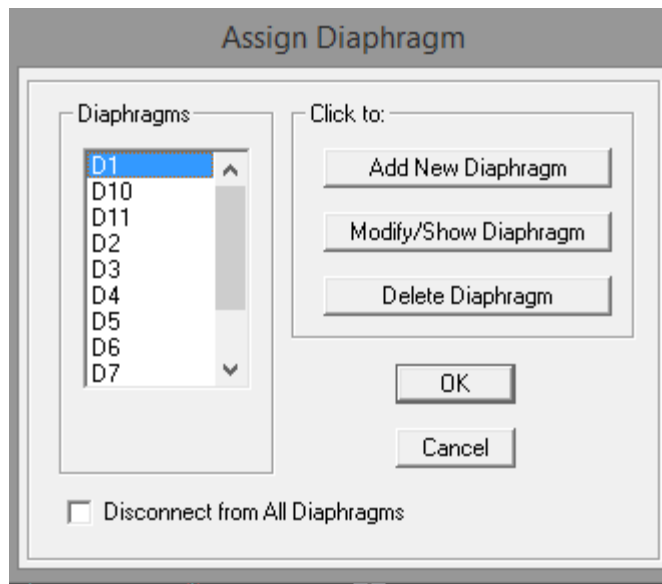 Assign Diaphragm
Diaphragms
D1
D10
D11
D2
D3
D4
D5
D6
D7
Click to:
Add New Diaphragm
Modify/Show Diaphragm
Delete Diaphragm
OK
Cancel
Disconnect from All Diaphragms